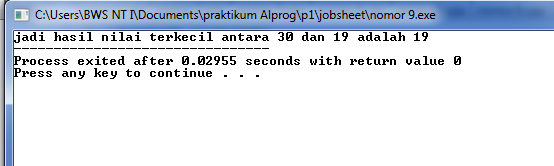 C:\Users\BWS NT I\Documents\praktikum Alprog\p1\jobsheet\nomor 9.exe
jadi hasil nilai terkecil antara 30 dan 19 adalah 19
--------------------------------
Process exited after 0.02955 seconds with return value 0
Press any key to continue . . .